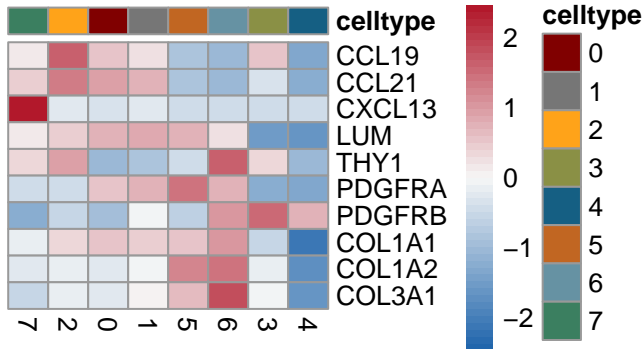 celltype
CCL19
CCL21
CXCL13
LUM
THY1
PDGFRA
PDGFRB
COL1A1
COL1A2
COL3A1
7 2 0 1 5 6 3 4
2
1
0
−1
−2
celltype
0
1
2
3
4
5
6
7